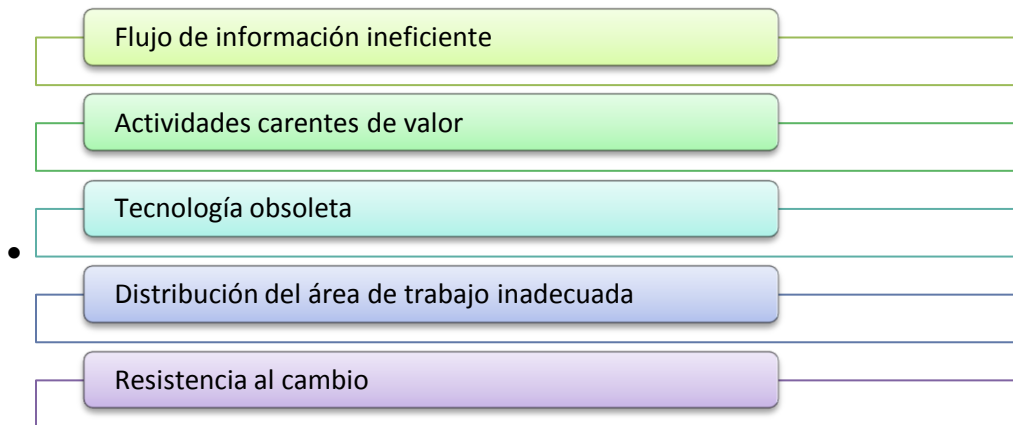 Flujo de información ineficiente
Actividades carentes de valor
Tecnología obsoleta
Distribución del área de trabajo inadecuada
Resistencia al cambio